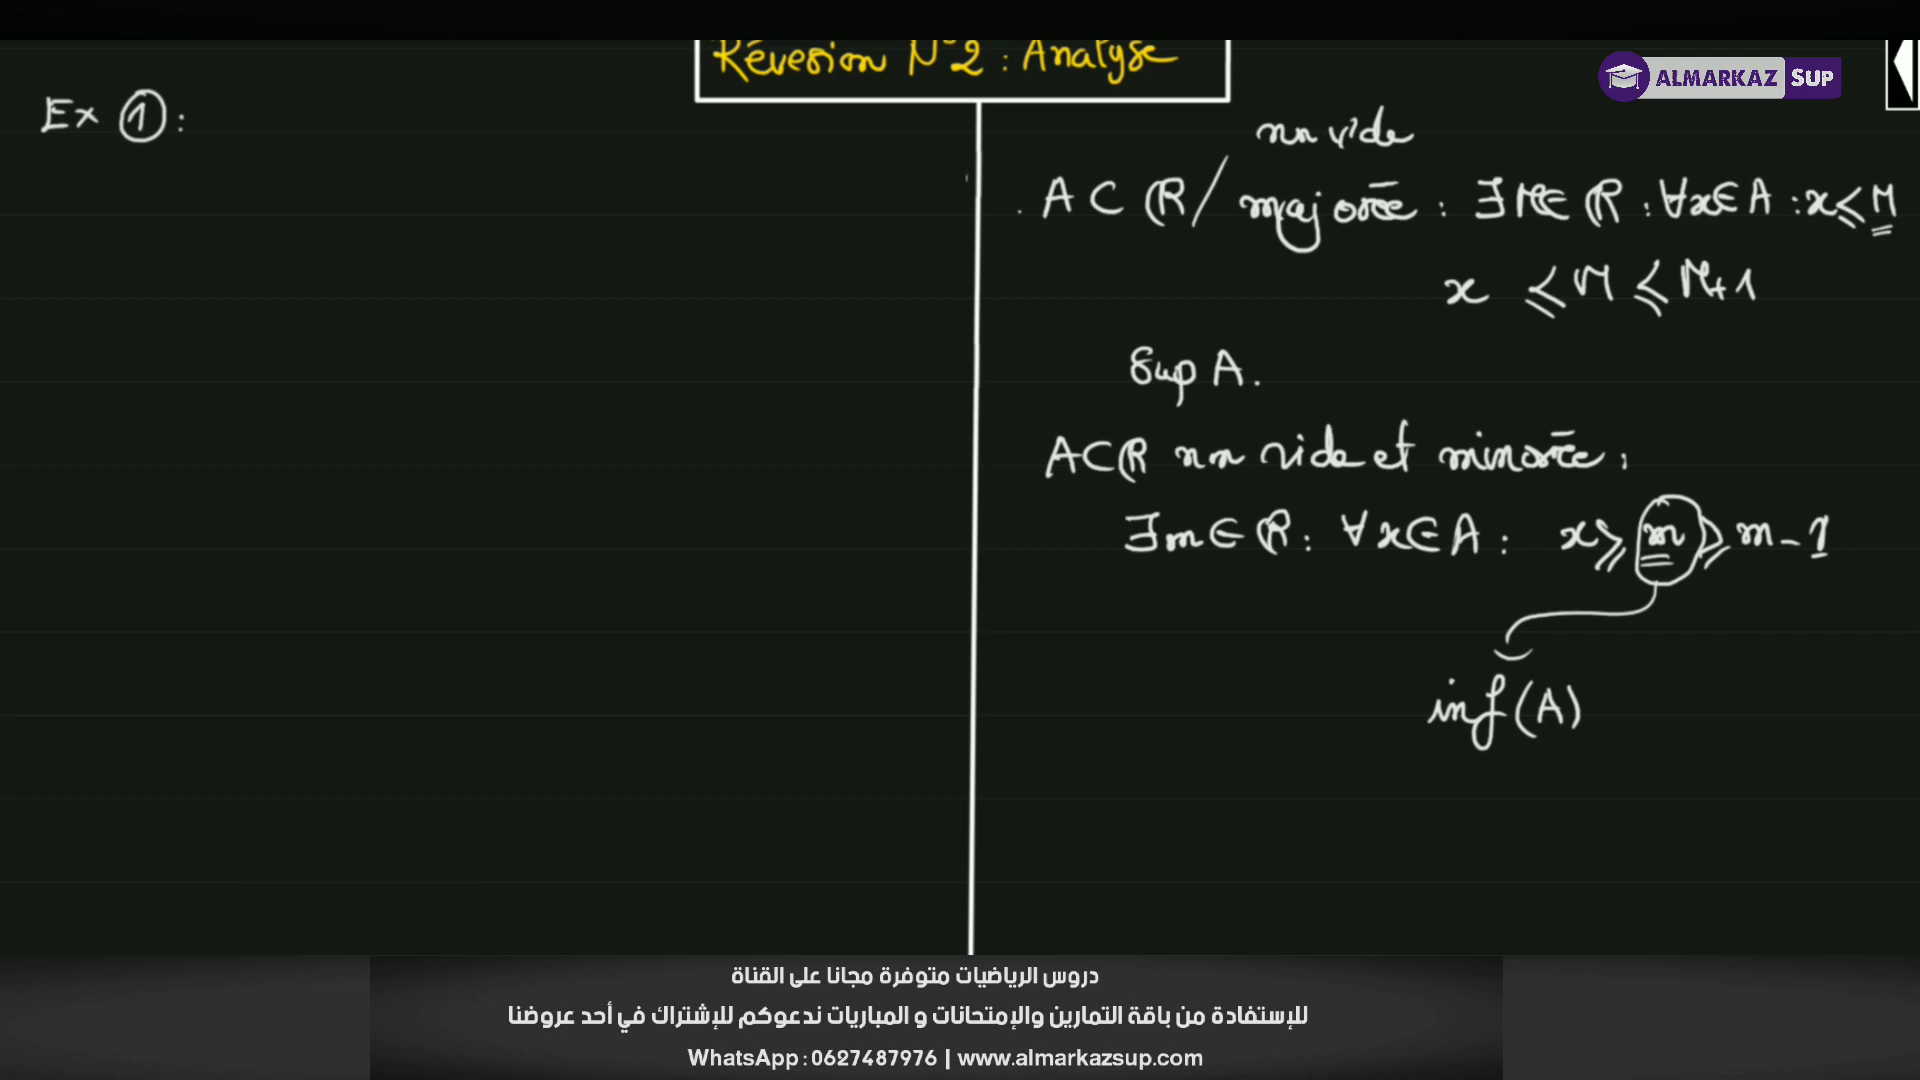 Révision N°2 : Analyse
ALMARKAZ SUP
Ex ① :
nn vide
. A ⊂ ℝ / majorée : ∃ M ∈ ℝ : ∀x ∈ A : x ⩽ M
x ⩽ M ⩽ M+1
Sup A.
A ⊂ ℝ nn vide et minorée :
∃ m ∈ ℝ : ∀ x ∈ A : x ⩾ m ⩾ m - 1
inf (A)
دروس الرياضيات متوفرة مجانا على القناة
للإستفادة من باقة التمارين والإمتحانات و المباريات ندعوكم للإشتراك في أحد عروضنا
WhatsApp : 0627487976 | www.almarkazsup.com